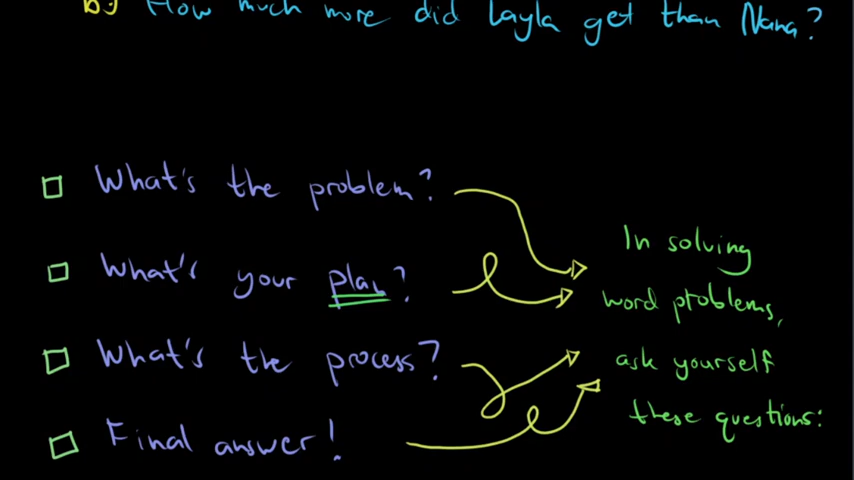 b.) How much more did Layla get than Nana?
What's the problem?
What's your plan?
What's the process?
Final answer!
In solving
word problems,
ask yourself
these questions: